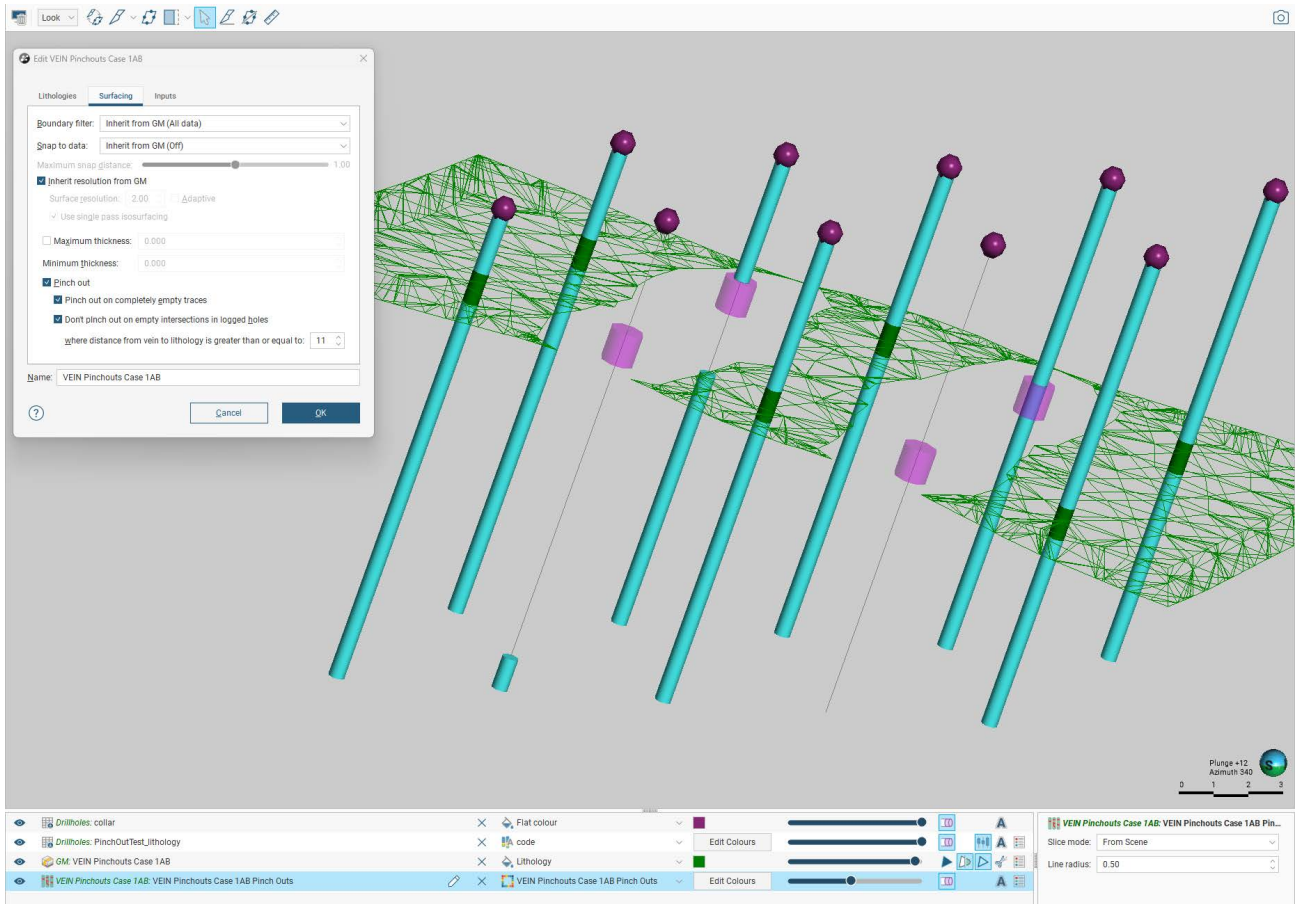 Look
Edit VEIN Pinchouts Case 1AB
Lithologies Surfacing Inputs
Boundary filter: Inherit from GM (All data)
Snap to data: Inherit from GM (Off)
Maximum snap distance: 1.00
Inherit resolution from GM
Surface resolution: 2.00 Adaptive
Use single pass isosurfacing
Maximum thickness: 0.000
Minimum thickness: 0.000
Pinch out
Pinch out on completely empty traces
Don't pinch out on empty intersections in logged holes
where distance from vein to lithology is greater than or equal to: 11
Name: VEIN Pinchouts Case 1AB
? Cancel OK
Plunge +12
Azimuth 340
S
0 1 2 3
Drillholes: collar Flat colour A
Drillholes: PinchOutTest_lithology code Edit Colours A
GM: VEIN Pinchouts Case 1AB Lithology
VEIN Pinchouts Case 1AB: VEIN Pinchouts Case 1AB Pinch Outs VEIN Pinchouts Case 1AB Pinch Outs Edit Colours A
VEIN Pinchouts Case 1AB: VEIN Pinchouts Case 1AB Pin...
Slice mode: From Scene
Line radius: 0.50